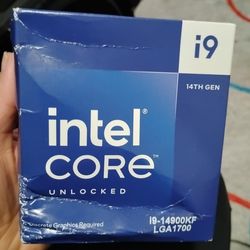 i9
14TH GEN
intel
CORE
UNLOCKED
Discrete Graphics Required
i9-14900KF
LGA1700